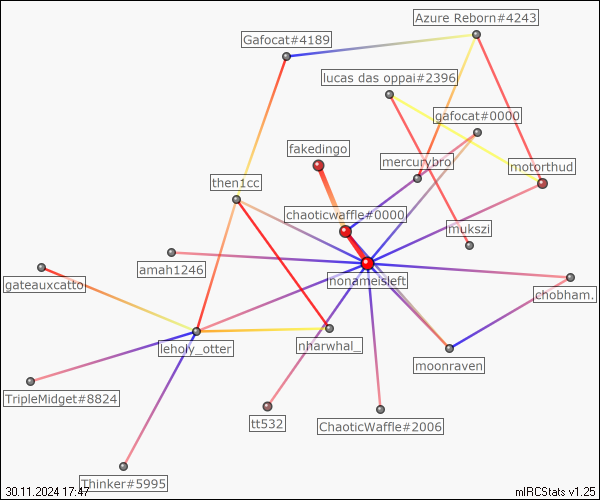 Azure Reborn#4243
Gafocat#4189
lucas das oppai#2396
gafocat#0000
fakedingo
mercurybro
motorthud
then1cc
chaoticwaffle#0000
mukszi
amah1246
nonameisleft
gateauxcatto
chobham.
leholy_otter
nharwhal_
moonraven
TripleMidget#8824
tt532
ChaoticWaffle#2006
Thinker#5995
30.11.2024 17:47
mIRCStats v1.25